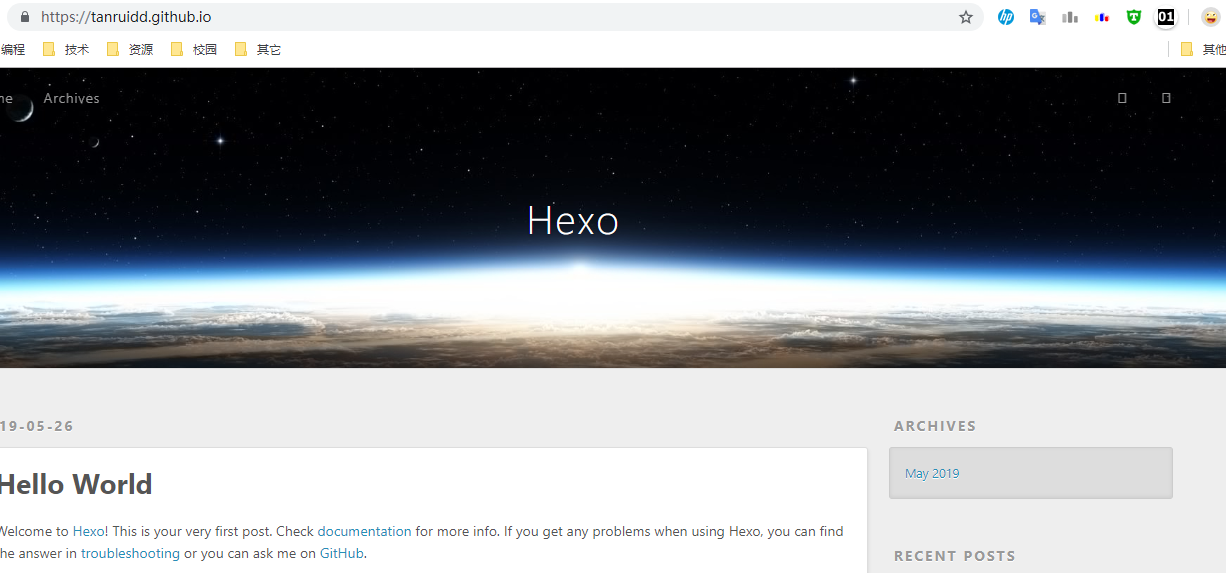 https://tanruidd.github.io
01
编程 技术 资源 校园 其它 其他
ne Archives
Hexo
19-05-26
ARCHIVES
Hello World
May 2019
Welcome to Hexo! This is your very first post. Check documentation for more info. If you get any problems when using Hexo, you can find
the answer in troubleshooting or you can ask me on GitHub.
RECENT POSTS